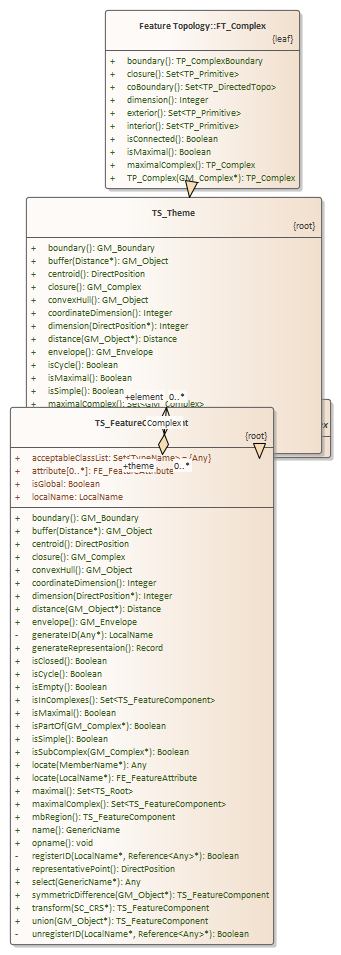 Feature Topology::FT_Complex
{leaf}
+ boundary(): TP_ComplexBoundary
+ closure(): Set<TP_Primitive>
+ coBoundary(): Set<TP_DirectedTopo>
+ dimension(): Integer
+ exterior(): Set<TP_Primitive>
+ interior(): Set<TP_Primitive>
+ isConnected(): Boolean
+ isMaximal(): Boolean
+ maximalComplex(): TP_Complex
+ TP_Complex(GM_Complex*): TP_Complex
TS_Theme
{root}
+ boundary(): GM_Boundary
+ buffer(Distance*): GM_Object
+ centroid(): DirectPosition
+ closure(): GM_Complex
+ convexHull(): GM_Object
+ coordinateDimension(): Integer
+ dimension(DirectPosition*): Integer
+ distance(GM_Object*): Distance
+ envelope(): GM_Envelope
+ isCycle(): Boolean
+ isMaximal(): Boolean
+ isSimple(): Boolean
+element 0..*
+ maximalComplex(): Set<GM_Complex>
TS_FeatureComponent
{root}
+ acceptableClassList: Set<TypeName> = {Any}
+theme 0..*
+ attribute[0..*]: FE_FeatureAttribute
+ isGlobal: Boolean
+ localName: LocalName
+ boundary(): GM_Boundary
+ buffer(Distance*): GM_Object
+ centroid(): DirectPosition
+ closure(): GM_Complex
+ convexHull(): GM_Object
+ coordinateDimension(): Integer
+ dimension(DirectPosition*): Integer
+ distance(GM_Object*): Distance
+ envelope(): GM_Envelope
- generateID(Any*): LocalName
+ generateRepresentaion(): Record
+ isClosed(): Boolean
+ isCycle(): Boolean
+ isEmpty(): Boolean
+ isInComplexes(): Set<TS_FeatureComponent>
+ isMaximal(): Boolean
+ isPartOf(GM_Complex*): Boolean
+ isSimple(): Boolean
+ isSubComplex(GM_Complex*): Boolean
+ locate(MemberName*): Any
+ locate(LocalName*): FE_FeatureAttribute
+ maximal(): Set<TS_Root>
+ maximalComplex(): Set<TS_FeatureComponent>
+ mbRegion(): TS_FeatureComponent
+ name(): GenericName
+ opname(): void
- registerID(LocalName*, Reference<Any>*): Boolean
+ representativePoint(): DirectPosition
+ select(GenericName*): Any
+ symmetricDifference(GM_Object*): TS_FeatureComponent
+ transform(SC_CRS*): TS_FeatureComponent
+ union(GM_Object*): TS_FeatureComponent
- unregisterID(LocalName*, Reference<Any>*): Boolean